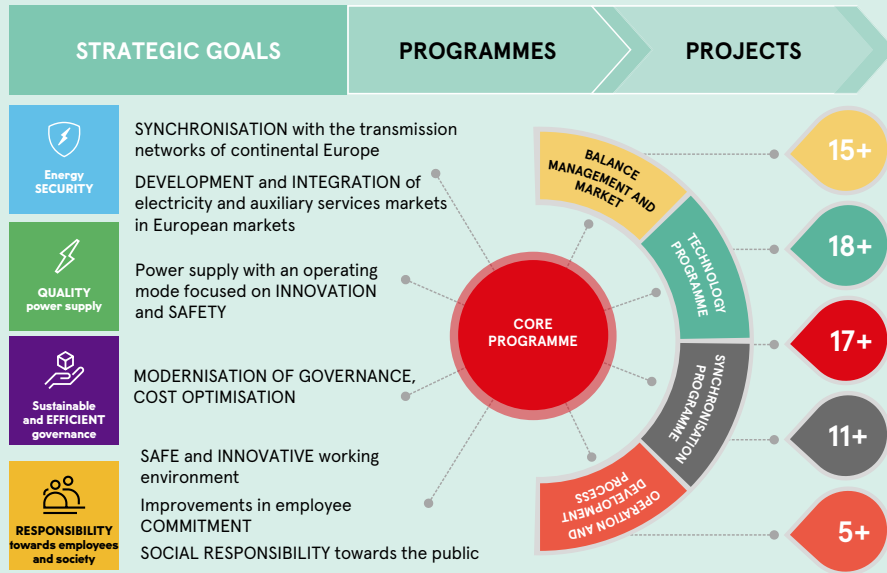 STRATEGIC GOALS
PROGRAMMES
PROJECTS
Energy
SECURITY
SYNCHRONISATION with the transmission
networks of continental Europe
DEVELOPMENT and INTEGRATION of
electricity and auxiliary services markets
in European markets
QUALITY
power supply
Power supply with an operating
mode focused on INNOVATION
and SAFETY
Sustainable
and EFFICIENT
governance
MODERNISATION OF GOVERNANCE,
COST OPTIMISATION
RESPONSIBILITY
towards employees
and society
SAFE and INNOVATIVE working
environment
Improvements in employee
COMMITMENT
SOCIAL RESPONSIBILITY towards the public
CORE
PROGRAMME
BALANCE
MANAGEMENT AND
MARKET
TECHNOLOGY
PROGRAMME
SYNCHRONISATION
PROGRAMME
OPERATION AND
DEVELOPMENT
PROCESS
15+
18+
17+
11+
5+